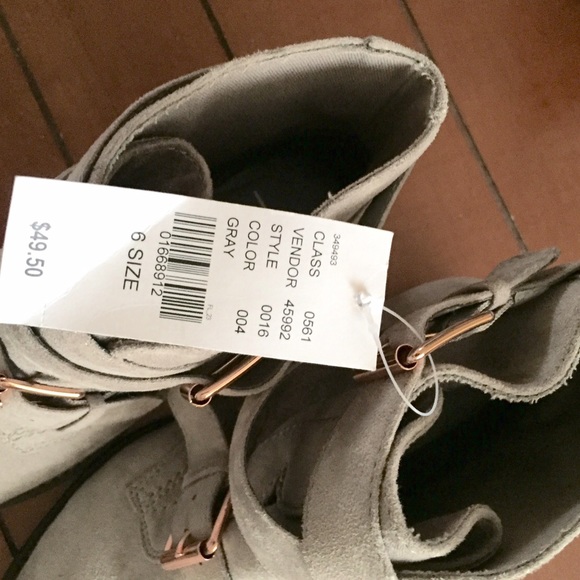 349493
CLASS 0561
VENDOR 45992
STYLE 0016
COLOR 004
GRAY
01668912
6 SIZE
$49.50